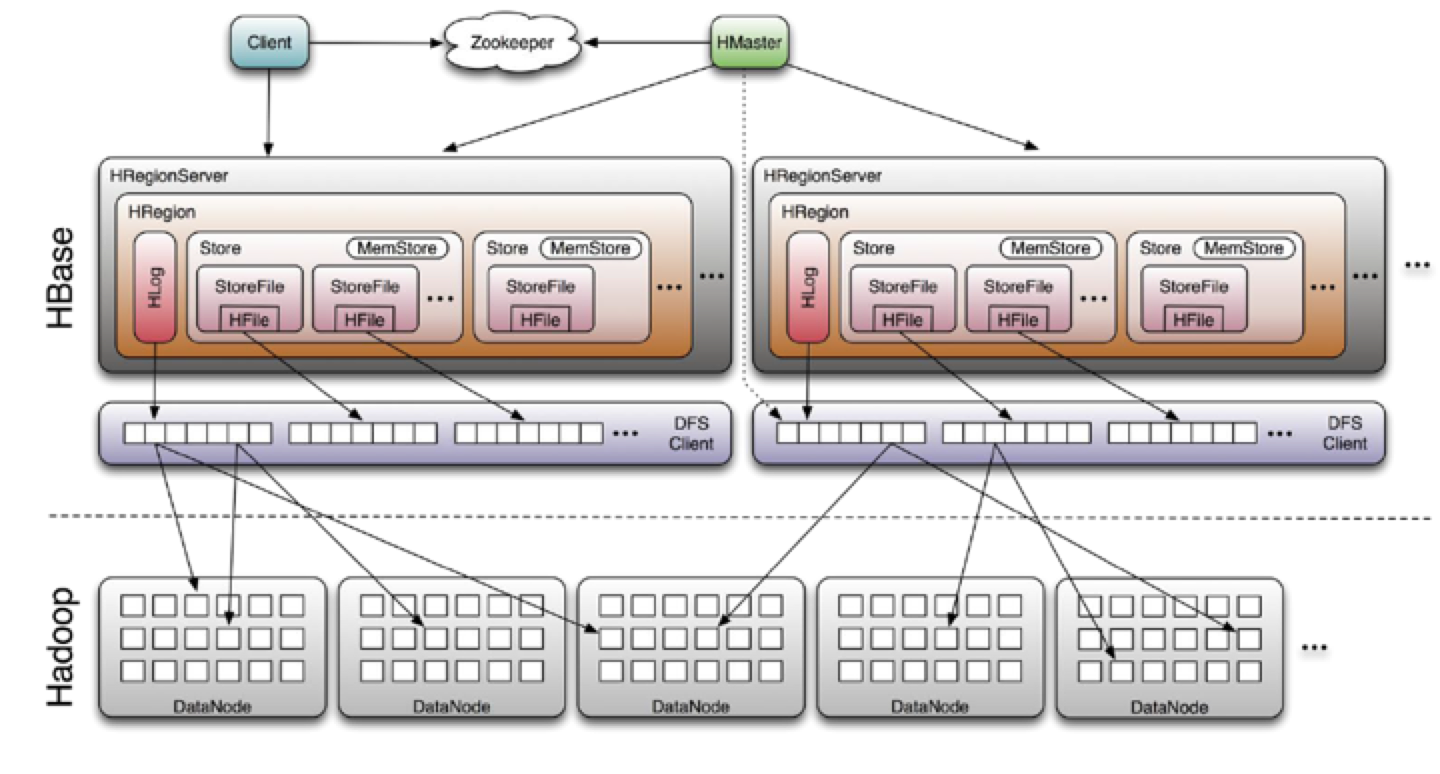 Client
Zookeeper
HMaster
HBase
HRegionServer
HRegion
HLog
Store
MemStore
StoreFile
HFile
StoreFile
HFile
...
Store
MemStore
StoreFile
HFile
...
...
HRegionServer
HRegion
HLog
Store
MemStore
StoreFile
HFile
StoreFile
HFile
...
Store
MemStore
StoreFile
HFile
...
...
...
...
DFS
Client
...
DFS
Client
Hadoop
DataNode
DataNode
DataNode
DataNode
DataNode
...